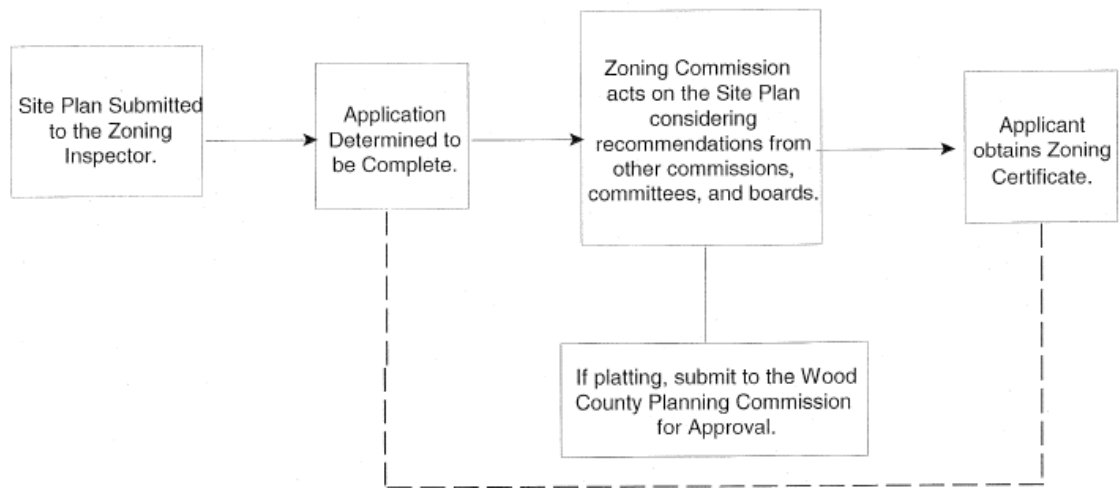 Site Plan Submitted
to the Zoning
Inspector.
Application
Determined to
be Complete.
Zoning Commission
acts on the Site Plan
considering
recommendations from
other commissions,
committees, and boards.
Applicant
obtains Zoning
Certificate.
If platting, submit to the Wood
County Planning Commission
for Approval.